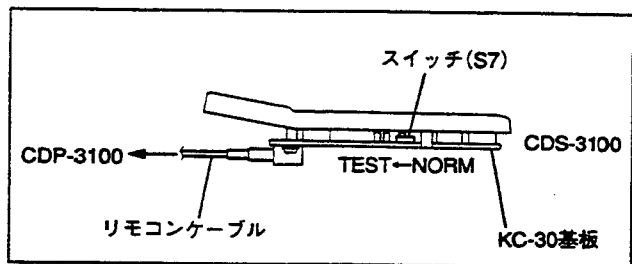 スイッチ(S7)
CDP-3100
CDS-3100
TEST←NORM
リモコンケーブル
KC-30基板